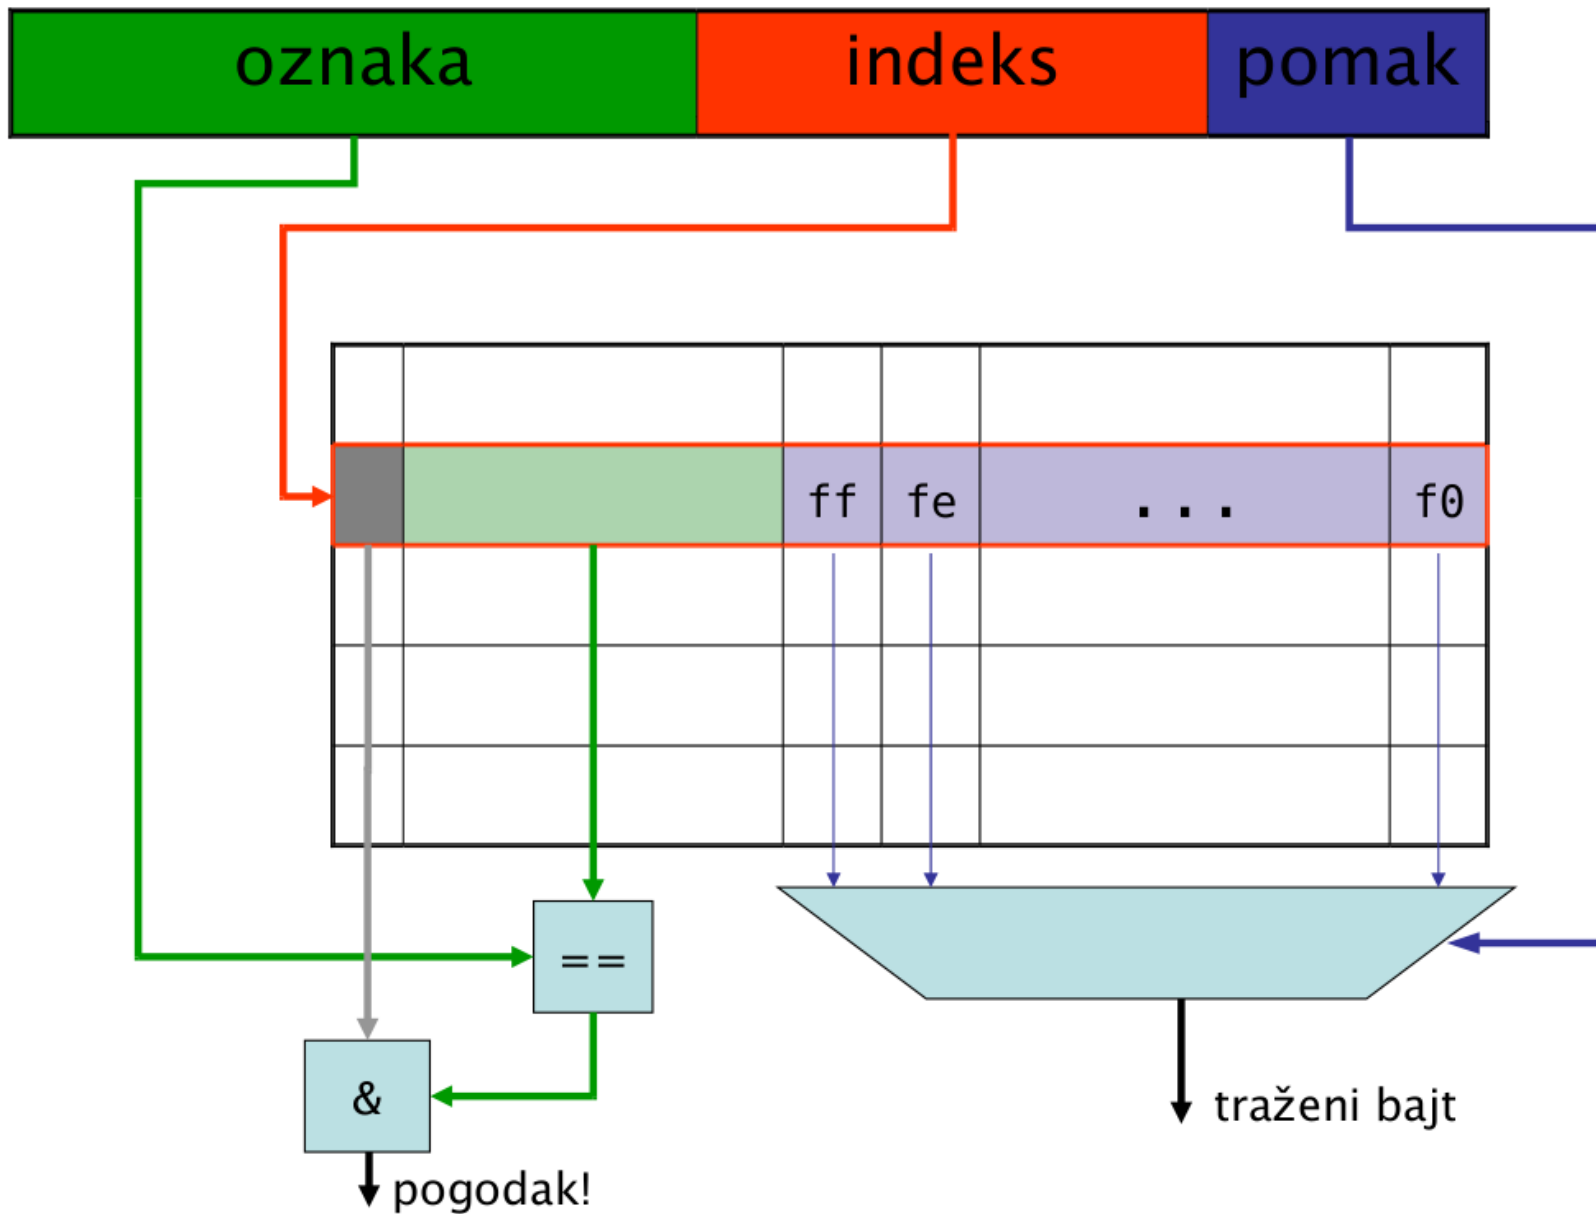 oznaka indeks pomak
ff fe ... f0
==
&
traženi bajt
pogodak!